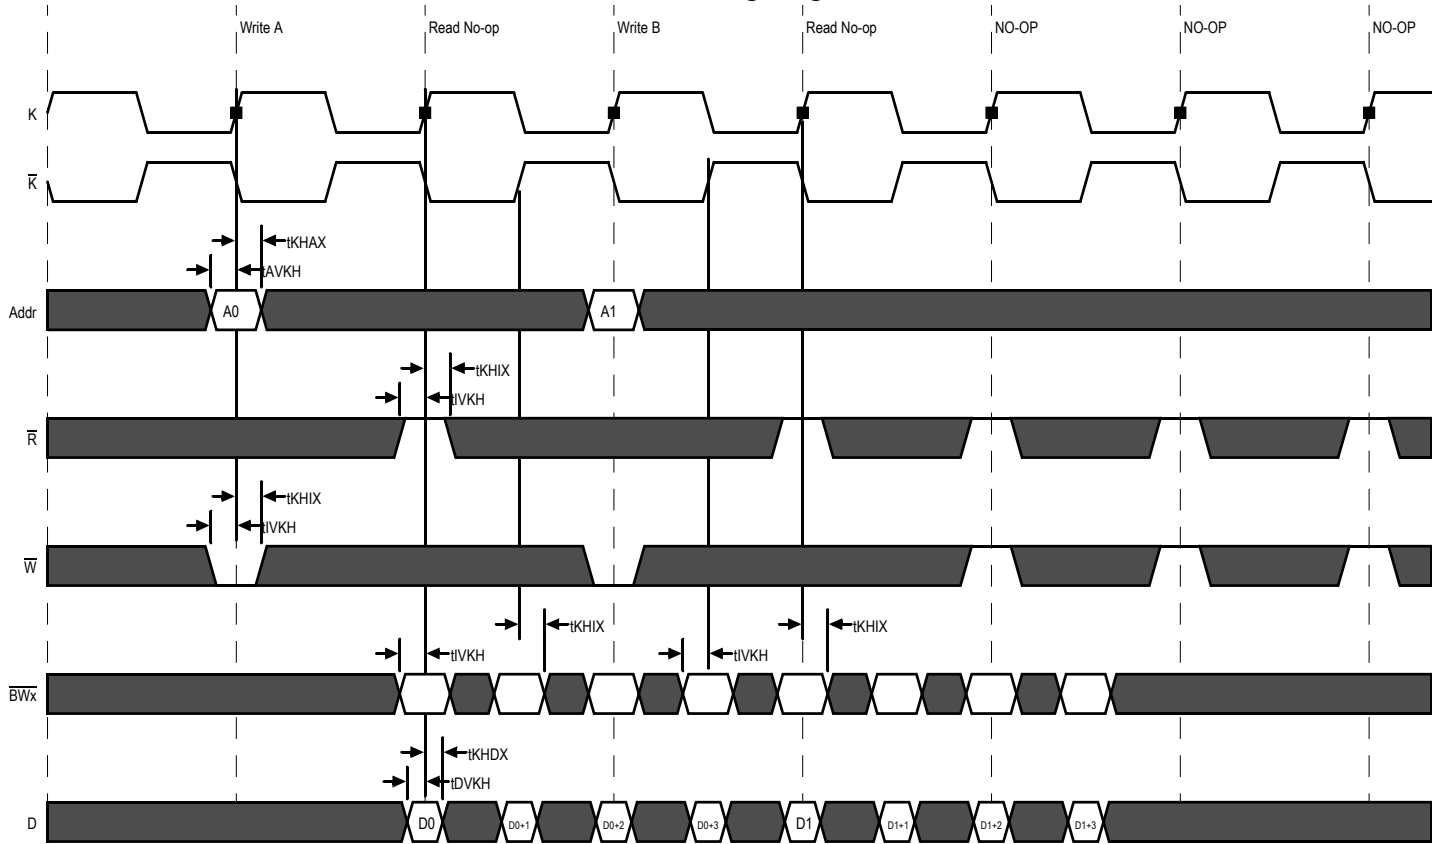 Write A Read No-op Write B Read No-op NO-OP NO-OP NO-OP
K
K̅
tKHAX
tAVKH
Addr A0 A1
tKHIX
tIVKH
R̅
tKHIX
tIVKH
W̅
tKHIX tKHIX
tIVKH tIVKH
B̅W̅x̅
tKHDX
tDVKH
D D0 D0+1 D0+2 D0+3 D1 D1+1 D1+2 D1+3